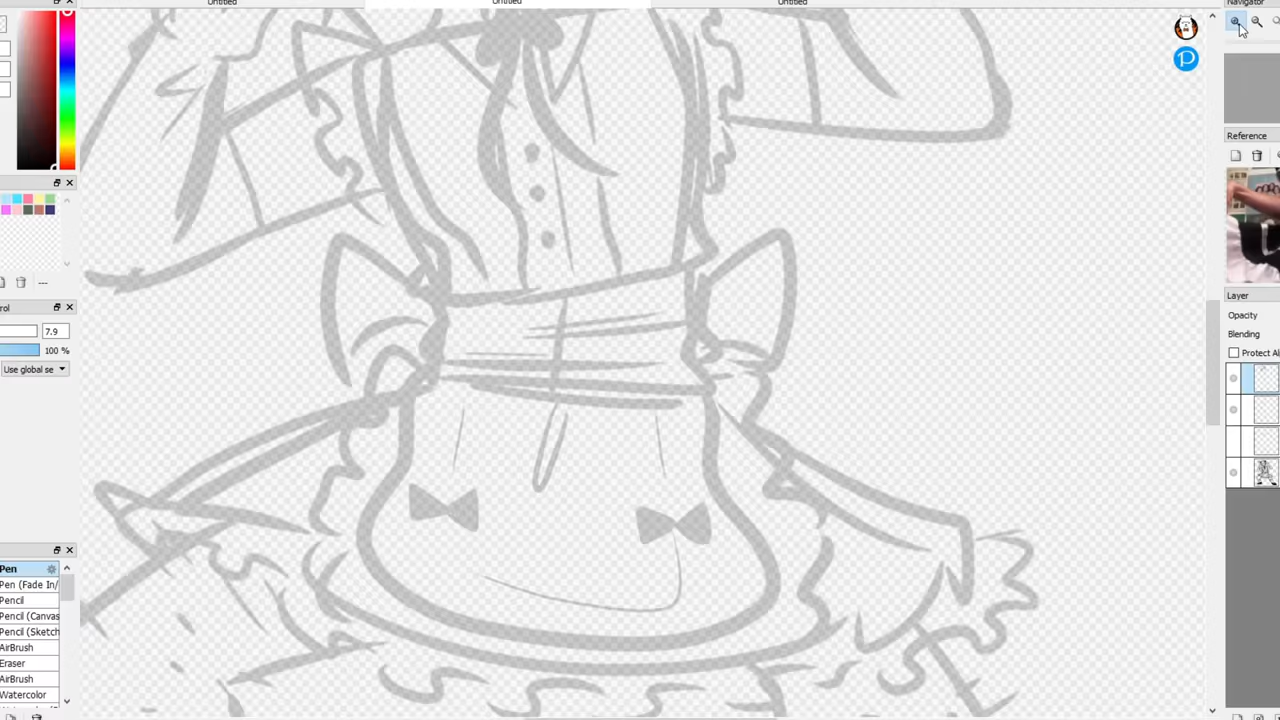 Untitled
Untitled
Untitled
Navigator
Reference
rol
7.9
100 %
Use global se
Layer
Opacity
Blending
Protect Al
Pen
Pen (Fade In/
Pencil
Pencil (Canvas
Pencil (Sketch
AirBrush
Eraser
AirBrush
Watercolor